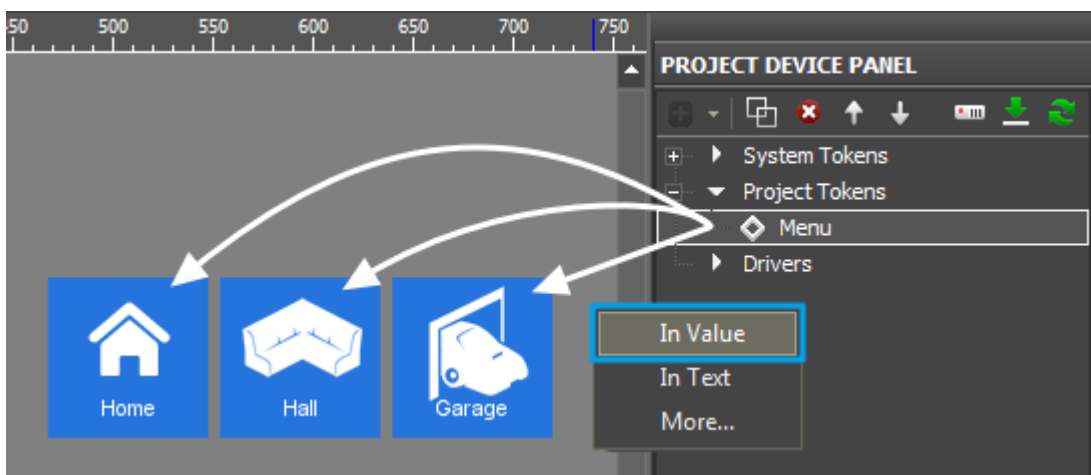 50 500 550 600 650 700 750
PROJECT DEVICE PANEL
System Tokens
Project Tokens
Menu
Drivers
In Value
In Text
More...
Home Hall Garage